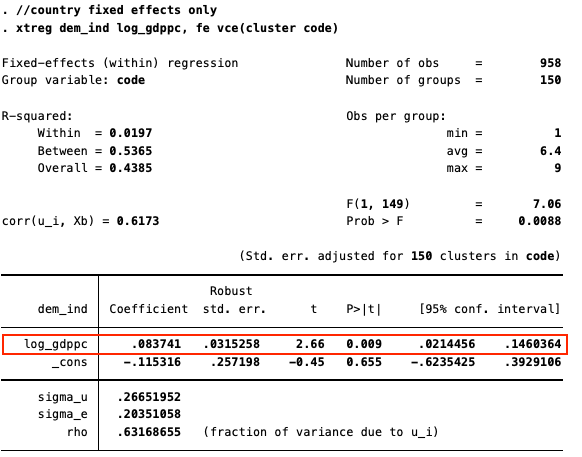 . //country fixed effects only
. xtreg dem_ind log_gdppc, fe vce(cluster code)
Fixed-effects (within) regression Number of obs = 958
Group variable: code Number of groups = 150
R-squared: Obs per group:
Within = 0.0197 min = 1
Between = 0.5365 avg = 6.4
Overall = 0.4385 max = 9
F(1, 149) = 7.06
corr(u_i, Xb) = 0.6173 Prob > F = 0.0088
(Std. err. adjusted for 150 clusters in code)
Robust
dem_ind Coefficient std. err. t P>|t| [95% conf. interval]
log_gdppc .083741 .0315258 2.66 0.009 .0214456 .1460364
_cons -.115316 .257198 -0.45 0.655 -.6235425 .3929106
sigma_u .26651952
sigma_e .20351058
rho .63168655 (fraction of variance due to u_i)